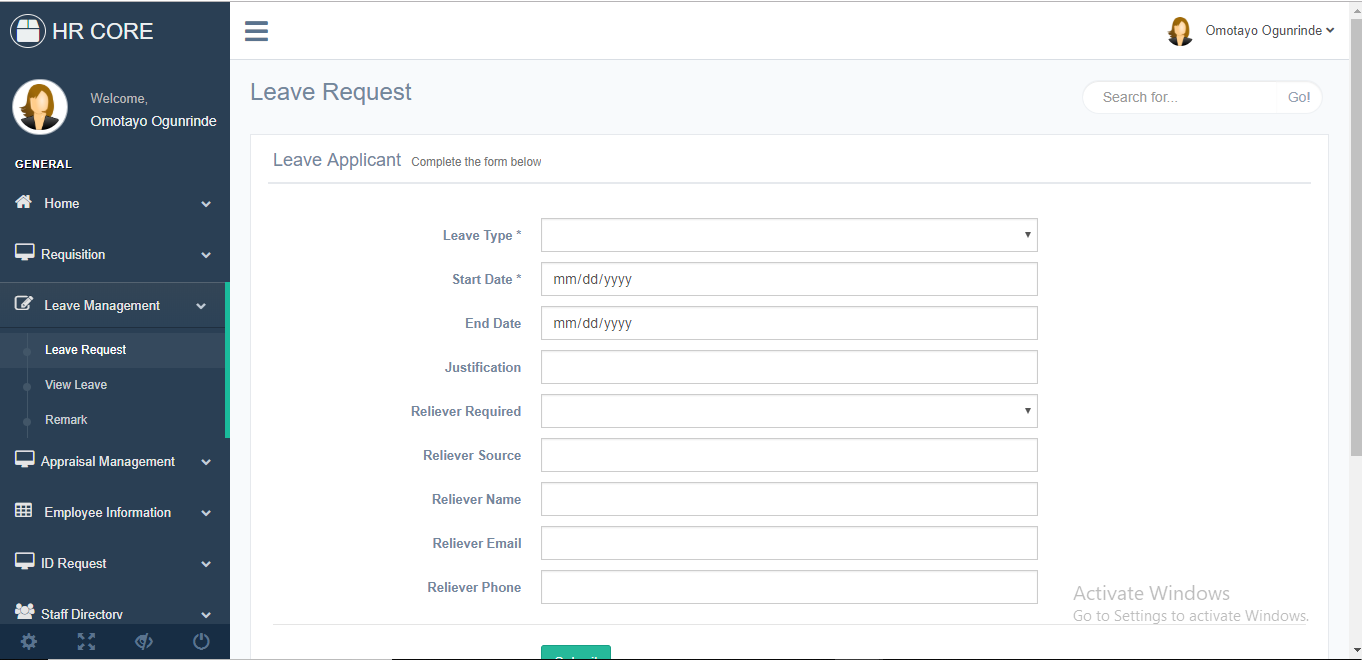 HR CORE
Omotayo Ogunrinde
Welcome,
Omotayo Ogunrinde
GENERAL
Home
Requisition
Leave Management
Leave Request
View Leave
Remark
Appraisal Management
Employee Information
ID Request
Staff Directory
Leave Request
Search for...
Go!
Leave Applicant Complete the form below
Leave Type *
Start Date * mm/dd/yyyy
End Date mm/dd/yyyy
Justification
Reliever Required
Reliever Source
Reliever Name
Reliever Email
Reliever Phone
Submit
Activate Windows
Go to Settings to activate Windows.